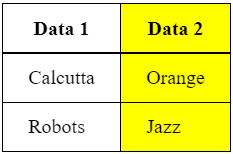 Data 1 Data 2
Calcutta Orange
Robots Jazz